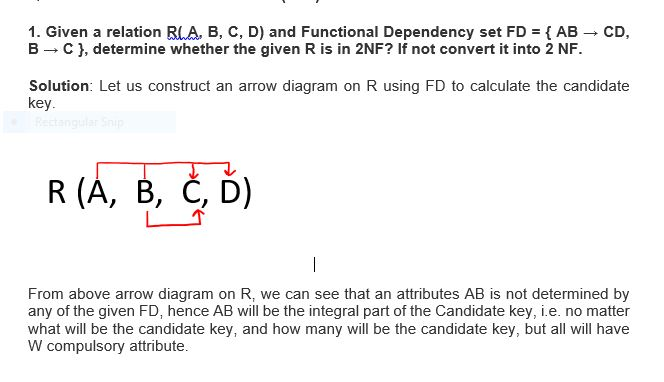 1. Given a relation R( A, B, C, D) and Functional Dependency set FD = { AB → CD,
B → C }, determine whether the given R is in 2NF? If not convert it into 2 NF.
Solution: Let us construct an arrow diagram on R using FD to calculate the candidate
key.
Rectangular Snip
R (A, B, C, D)
From above arrow diagram on R, we can see that an attributes AB is not determined by
any of the given FD, hence AB will be the integral part of the Candidate key, i.e. no matter
what will be the candidate key, and how many will be the candidate key, but all will have
W compulsory attribute.